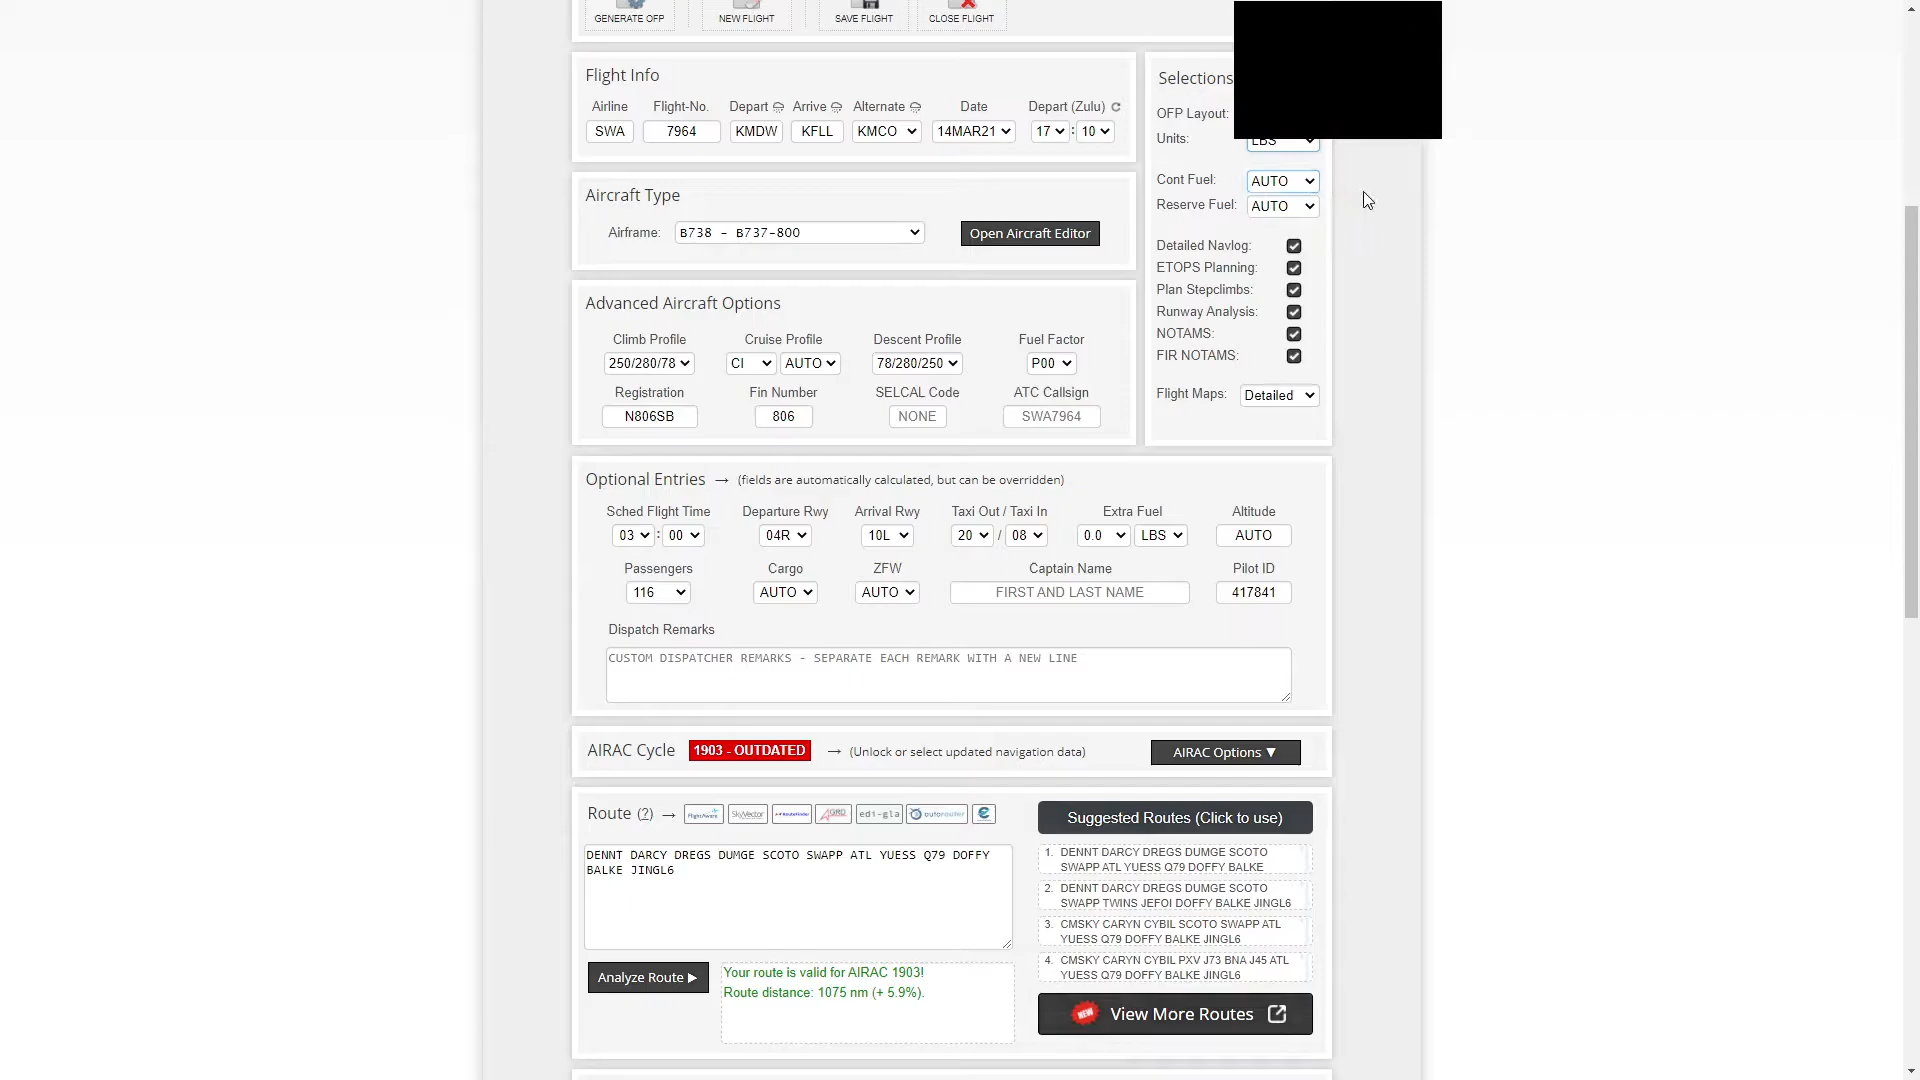 GENERATE OFP NEW FLIGHT SAVE FLIGHT CLOSE FLIGHT
Flight Info
Airline Flight-No. Depart Arrive Alternate Date Depart (Zulu)
SWA 7964 KMDW KFLL KMCO 14MAR21 17 : 10
Selections
OFP Layout:
Units: LBS
Cont Fuel: AUTO
Reserve Fuel: AUTO
Detailed Navlog:
ETOPS Planning:
Plan Stepclimbs:
Runway Analysis:
NOTAMS:
FIR NOTAMS:
Flight Maps: Detailed
Aircraft Type
Airframe: B738 - B737-800 Open Aircraft Editor
Advanced Aircraft Options
Climb Profile Cruise Profile Descent Profile Fuel Factor
250/280/78 CI AUTO 78/280/250 P00
Registration Fin Number SELCAL Code ATC Callsign
N806SB 806 NONE SWA7964
Optional Entries → (fields are automatically calculated, but can be overridden)
Sched Flight Time Departure Rwy Arrival Rwy Taxi Out / Taxi In Extra Fuel Altitude
03 : 00 04R 10L 20 / 08 0.0 LBS AUTO
Passengers Cargo ZFW Captain Name Pilot ID
116 AUTO AUTO FIRST AND LAST NAME 417841
Dispatch Remarks
CUSTOM DISPATCHER REMARKS - SEPARATE EACH REMARK WITH A NEW LINE
AIRAC Cycle 1903 - OUTDATED → (Unlock or select updated navigation data) AIRAC Options ▼
Route (?) → FlightAware SkyVector RouteFinder GRD edi-gla autorouter
DENNT DARCY DREGS DUMGE SCOTO SWAPP ATL YUESS Q79 DOFFY
BALKE JINGL6
Analyze Route ▶
Your route is valid for AIRAC 1903!
Route distance: 1075 nm (+ 5.9%).
Suggested Routes (Click to use)
1. DENNT DARCY DREGS DUMGE SCOTO
SWAPP ATL YUESS Q79 DOFFY BALKE
2. DENNT DARCY DREGS DUMGE SCOTO
SWAPP TWINS JEFOI DOFFY BALKE JINGL6
3. CMSKY CARYN CYBIL SCOTO SWAPP ATL
YUESS Q79 DOFFY BALKE JINGL6
4. CMSKY CARYN CYBIL PXV J73 BNA J45 ATL
YUESS Q79 DOFFY BALKE JINGL6
NEW View More Routes